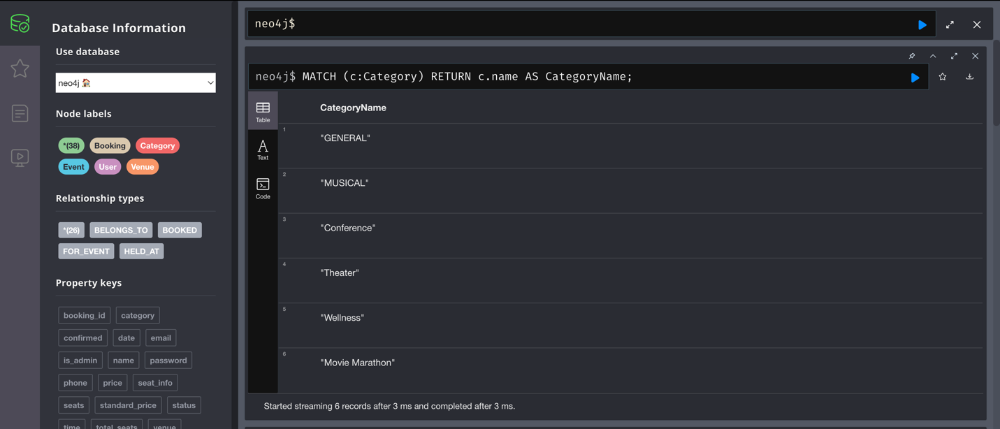 Database Information
Use database
neo4j
Node labels
*(38) Booking Category
Event User Venue
Relationship types
*(26) BELONGS_TO BOOKED
FOR_EVENT HELD_AT
Property keys
booking_id category
confirmed date email
is_admin name password
phone price seat_info
seats standard_price status
time total_seats venue
neo4j$
neo4j$ MATCH (c:Category) RETURN c.name AS CategoryName;
Table
Text
Code
CategoryName
1 "GENERAL"
2 "MUSICAL"
3 "Conference"
4 "Theater"
5 "Wellness"
6 "Movie Marathon"
Started streaming 6 records after 3 ms and completed after 3 ms.